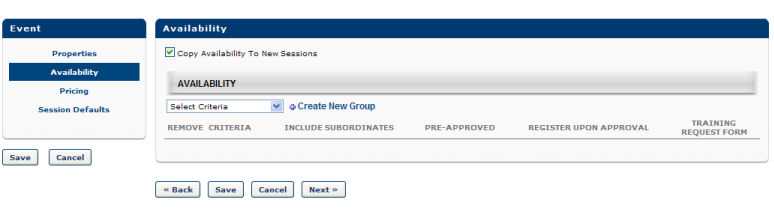 Event
Properties
Availability
Pricing
Session Defaults
Save Cancel
Availability
Copy Availability To New Sessions
AVAILABILITY
Select Criteria Create New Group
REMOVE CRITERIA INCLUDE SUBORDINATES PRE-APPROVED REGISTER UPON APPROVAL TRAINING
REQUEST FORM
« Back Save Cancel Next »